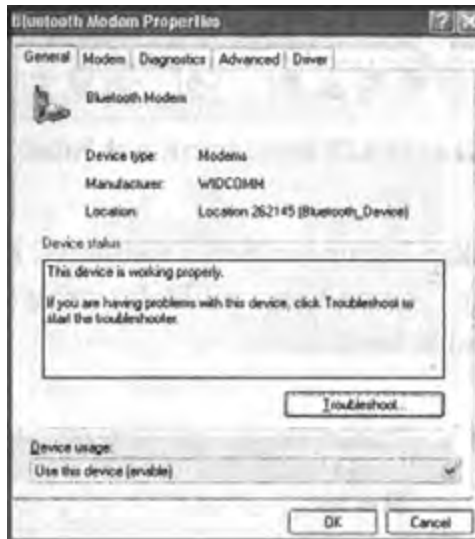 Bluetooth Modem Properties
General Modem Diagnostics Advanced Driver
Bluetooth Modem
Device type: Modems
Manufacturer: WIDCOMM
Location: Location 262145 (Bluetooth_Device)
Device status
This device is working properly.
If you are having problems with this device, click Troubleshoot to
start the troubleshooter.
Troubleshoot...
Device usage:
Use this device (enable)
OK Cancel